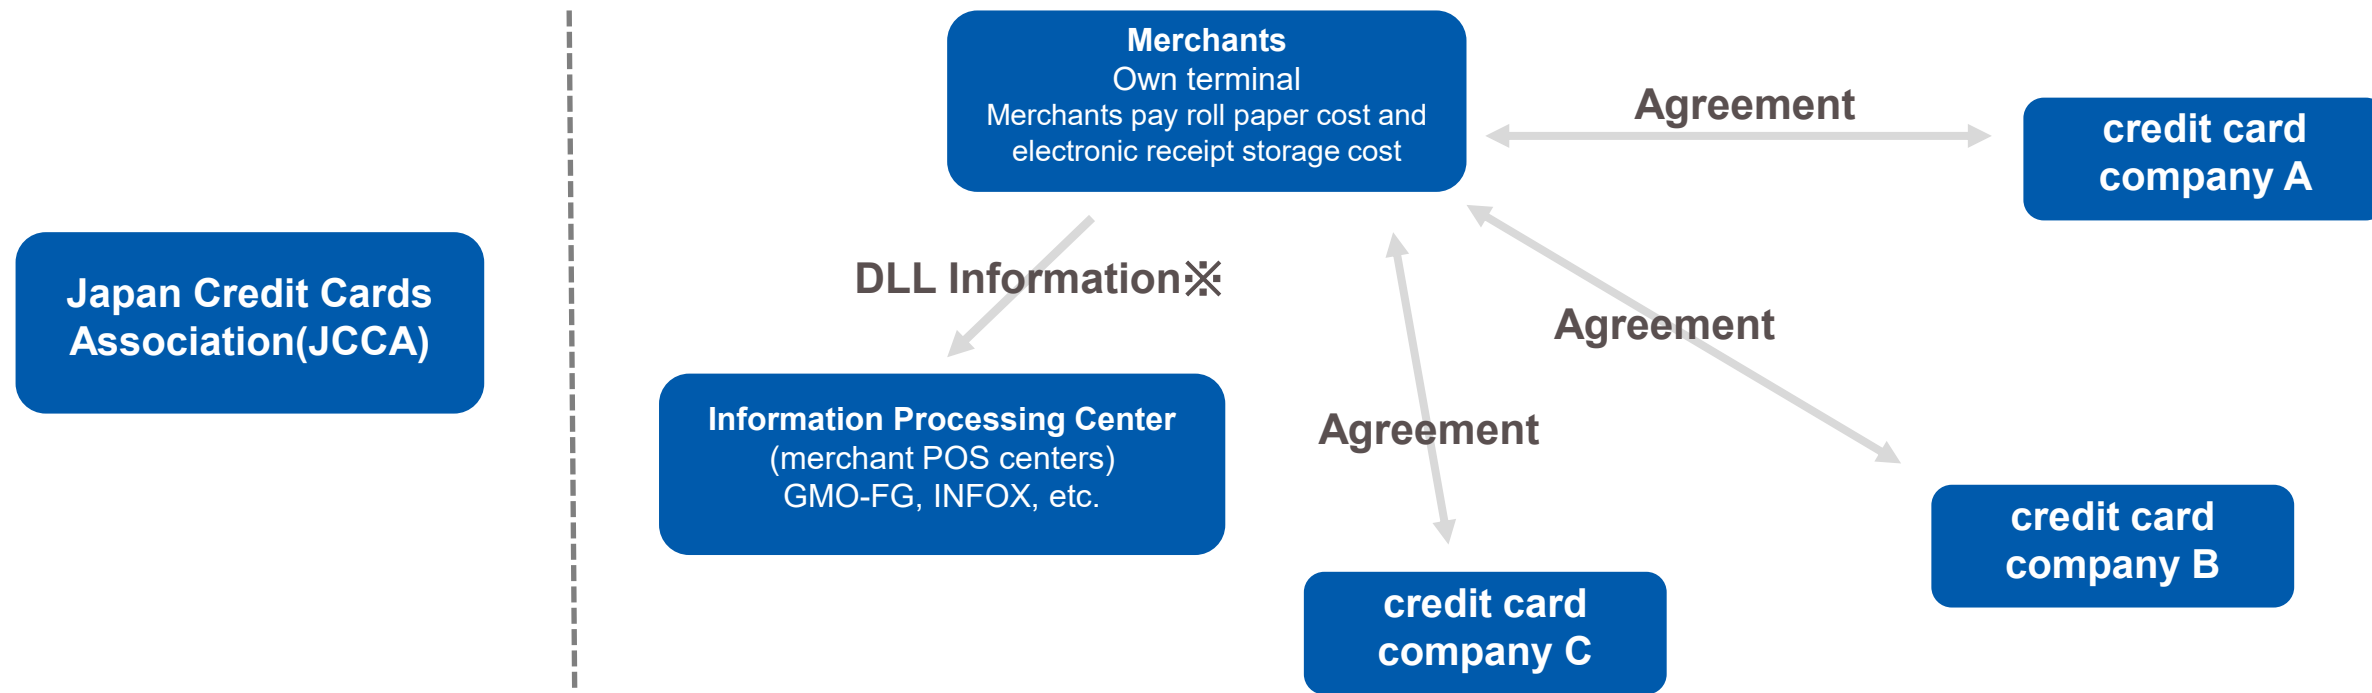 Japan Credit Cards
Association(JCCA)
Merchants
Own terminal
Merchants pay roll paper cost and
electronic receipt storage cost
Agreement
credit card
company A
DLL Information※
Agreement
Information Processing Center
(merchant POS centers)
GMO-FG, INFOX, etc.
Agreement
credit card
company B
credit card
company C